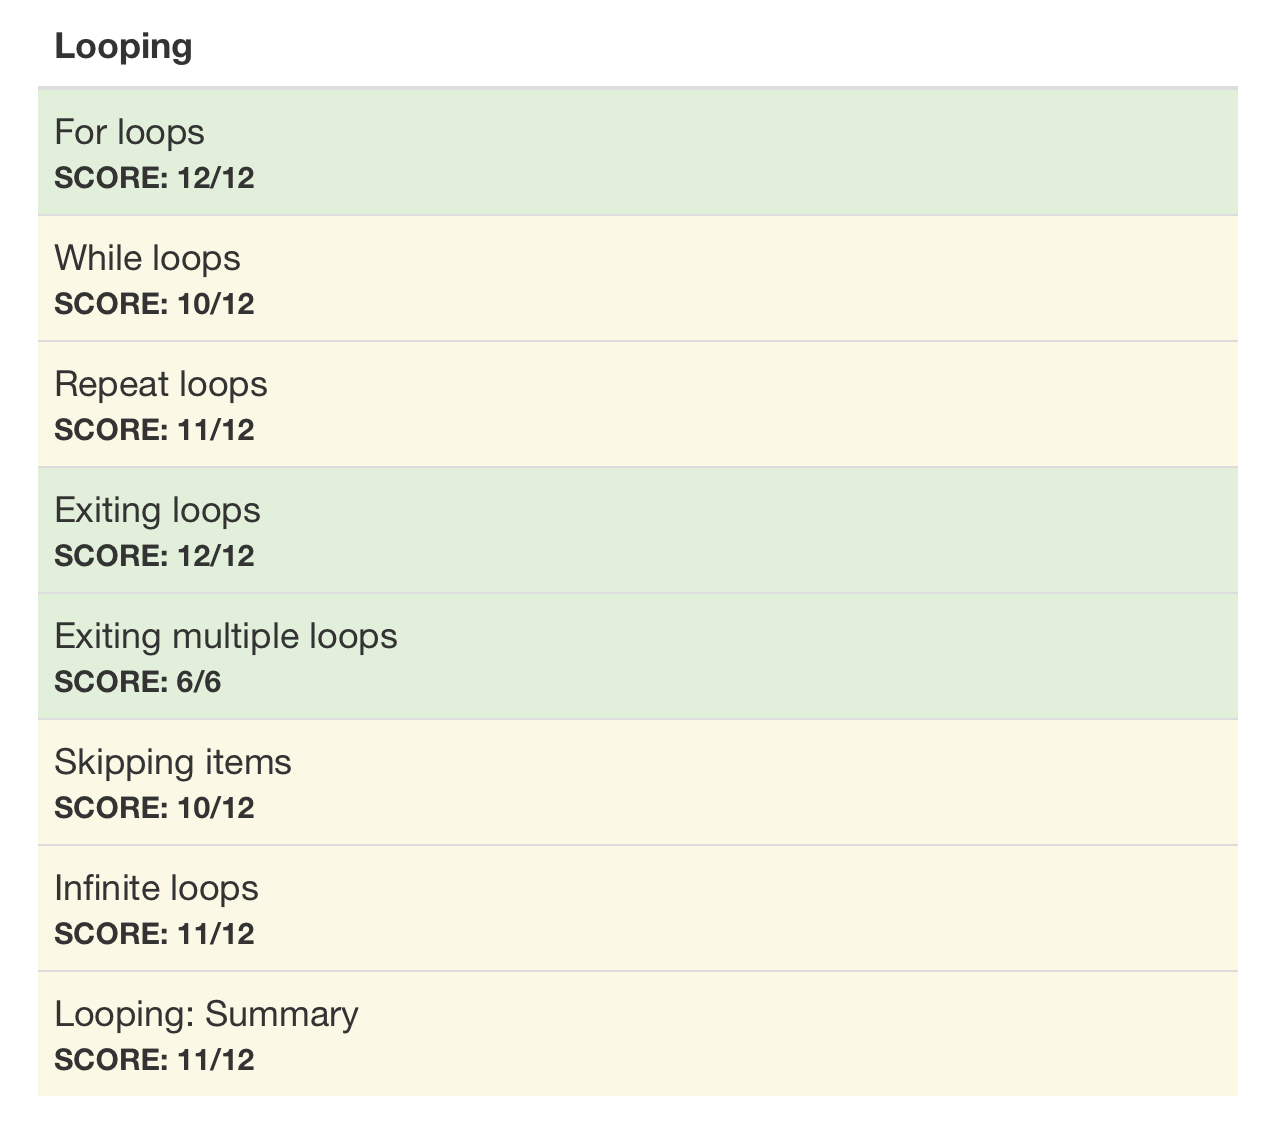 Looping
For loops
SCORE: 12/12
While loops
SCORE: 10/12
Repeat loops
SCORE: 11/12
Exiting loops
SCORE: 12/12
Exiting multiple loops
SCORE: 6/6
Skipping items
SCORE: 10/12
Infinite loops
SCORE: 11/12
Looping: Summary
SCORE: 11/12